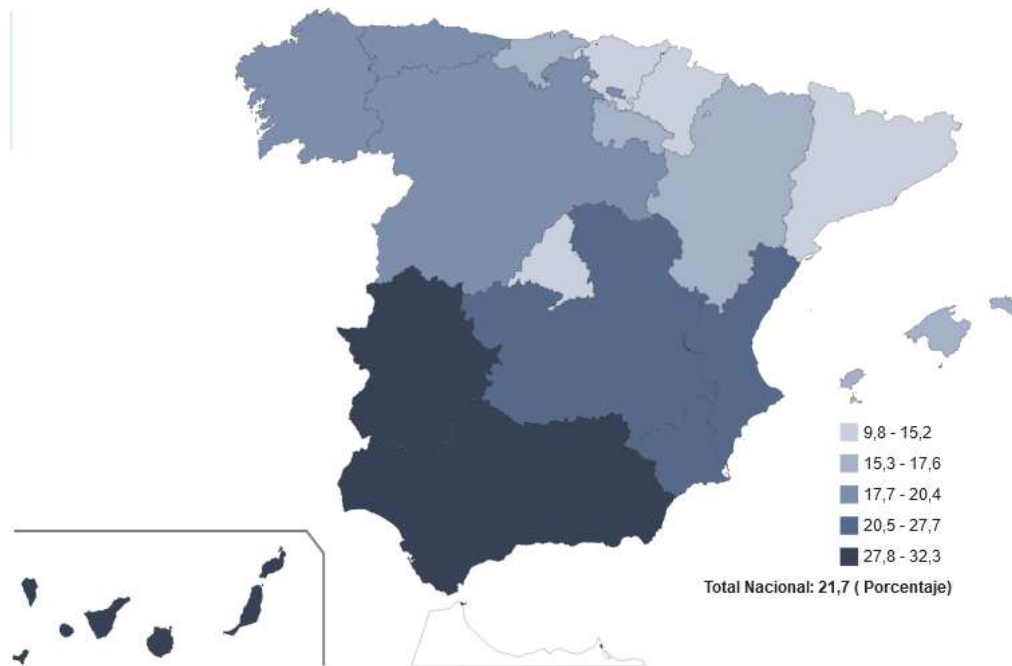 9,8 - 15,2
15,3 - 17,6
17,7 - 20,4
20,5 - 27,7
27,8 - 32,3
Total Nacional: 21,7 ( Porcentaje)